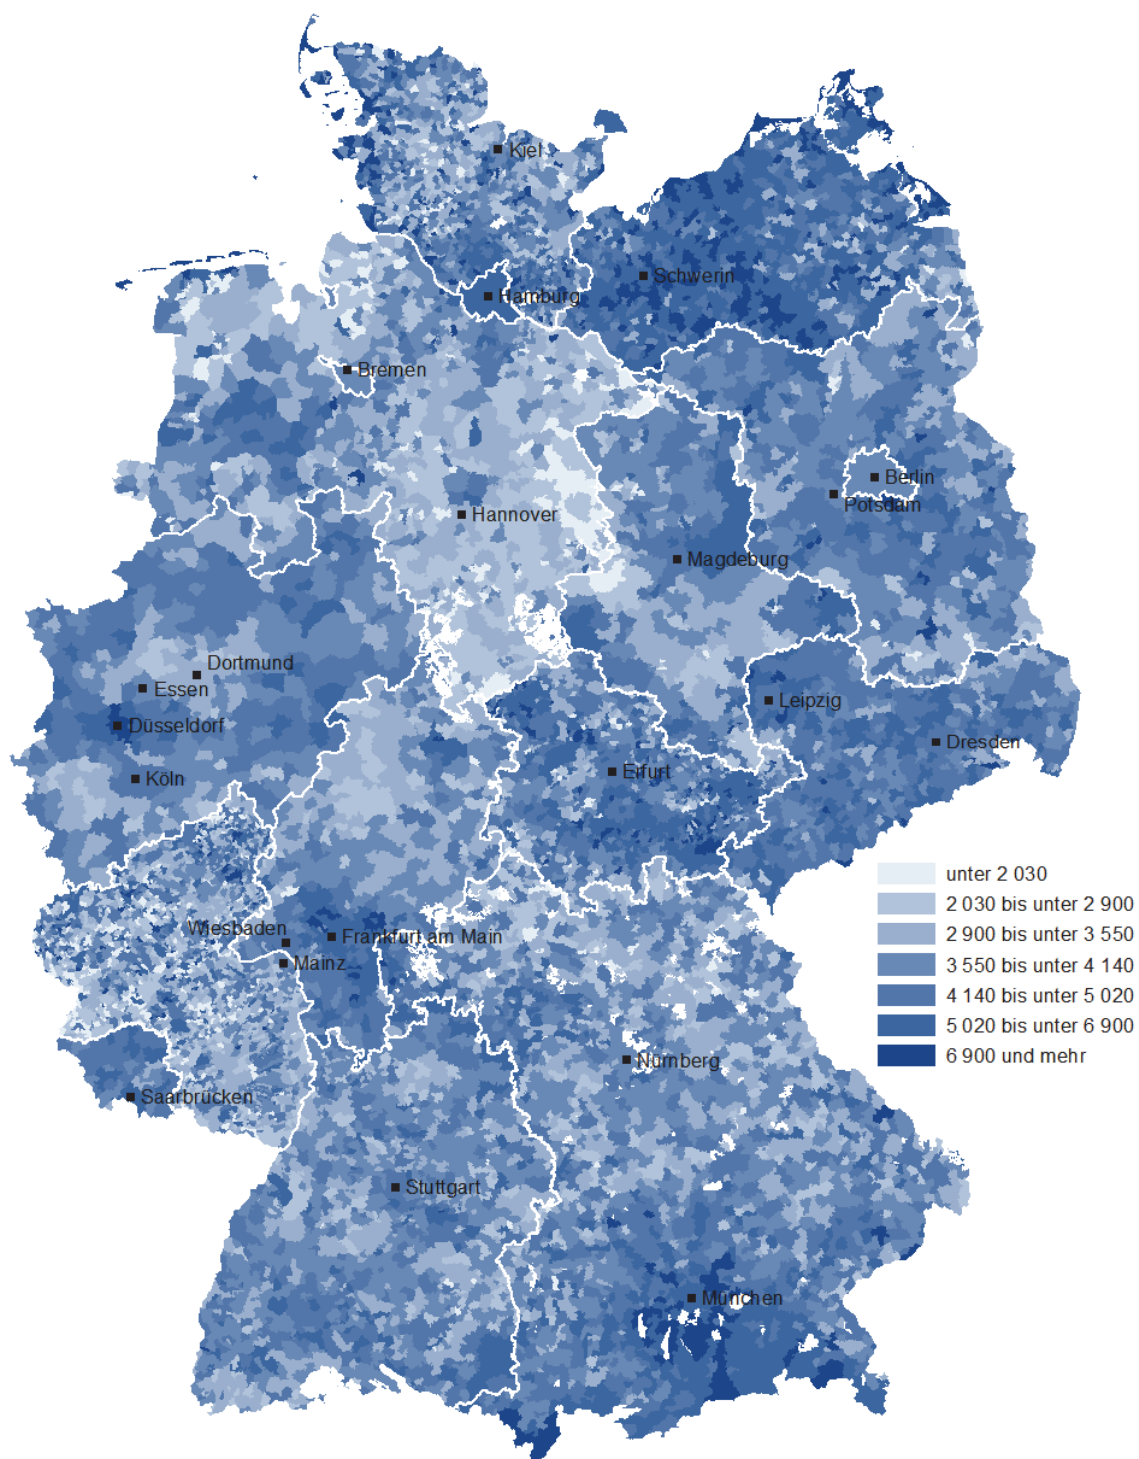 Kiel
Schwerin
Hamburg
Bremen
Berlin
Potsdam
Hannover
Magdeburg
Dortmund
Essen
Leipzig
Düsseldorf
Dresden
Erfurt
Köln
unter 2 030
2 030 bis unter 2 900
2 900 bis unter 3 550
3 550 bis unter 4 140
4 140 bis unter 5 020
5 020 bis unter 6 900
6 900 und mehr
Wiesbaden
Frankfurt am Main
Mainz
Nürnberg
Saarbrücken
Stuttgart
München